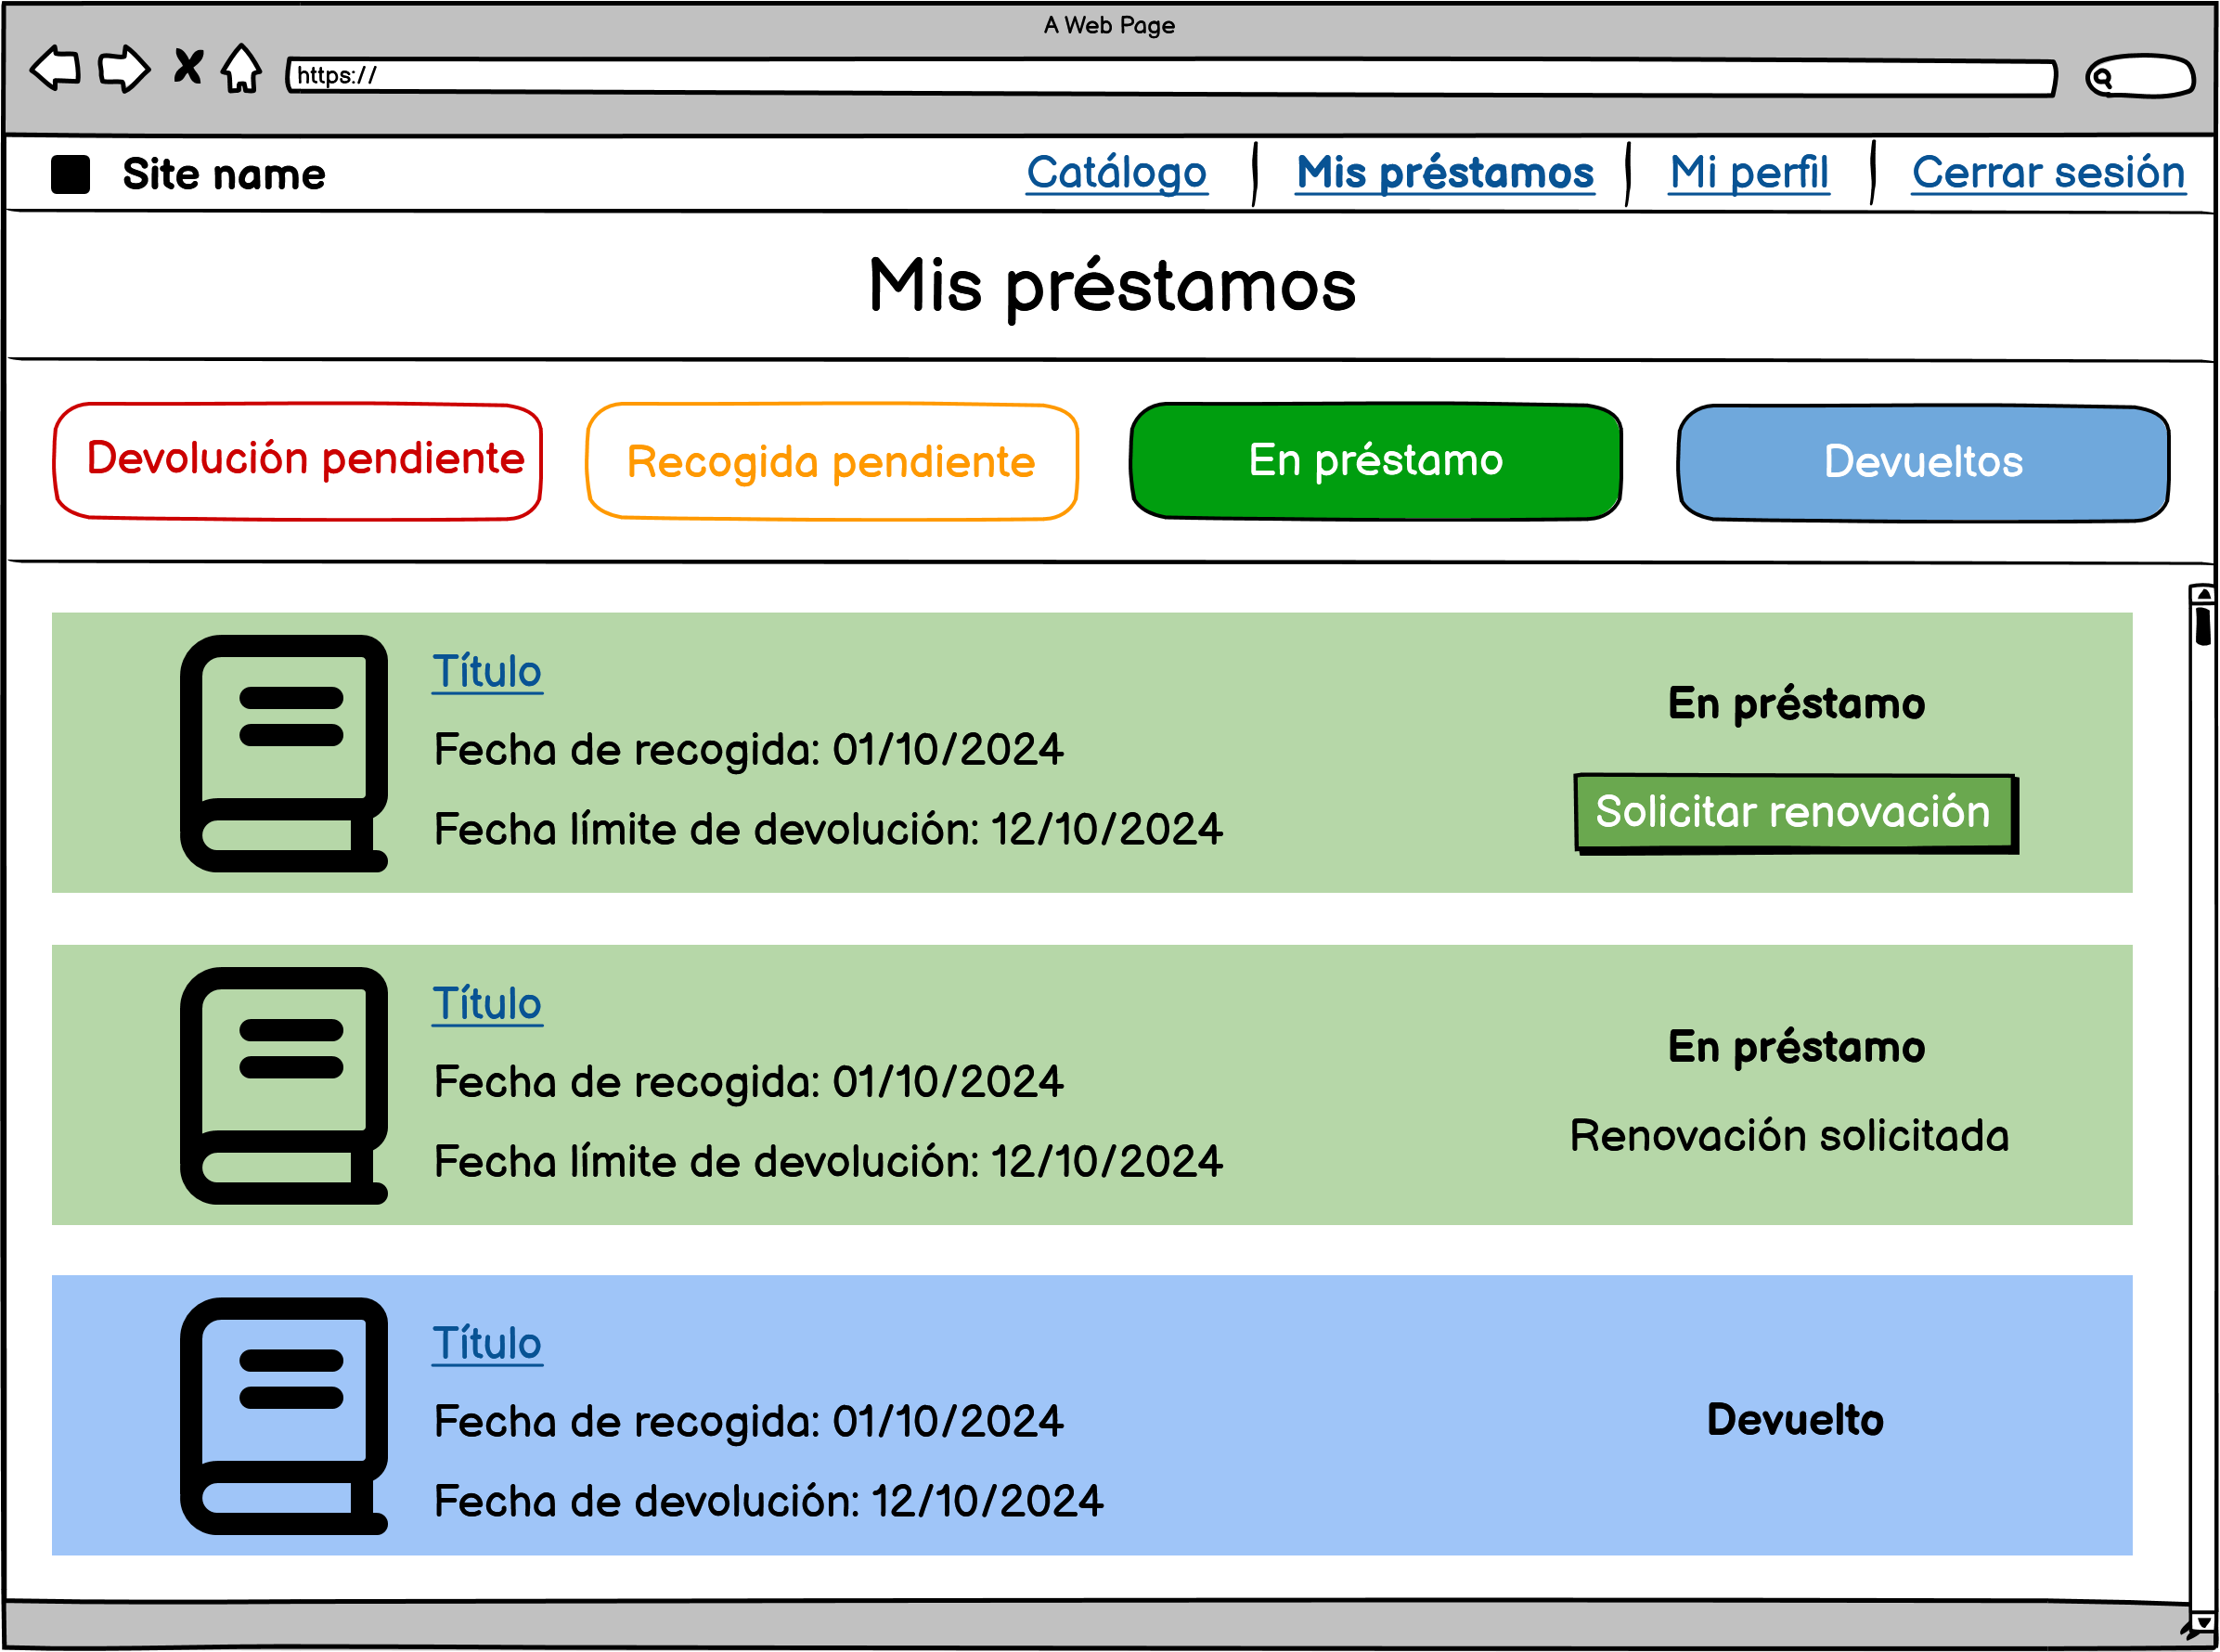 A Web Page
https://
Site name
Catálogo
Mis préstamos
Mi perfil
Cerrar sesión
Mis préstamos
Devolución pendiente
Recogida pendiente
En préstamo
Devueltos
Título
Fecha de recogida: 01/10/2024
Fecha límite de devolución: 12/10/2024
En préstamo
Solicitar renovación
Título
Fecha de recogida: 01/10/2024
Fecha límite de devolución: 12/10/2024
En préstamo
Renovación solicitada
Título
Fecha de recogida: 01/10/2024
Fecha de devolución: 12/10/2024
Devuelto